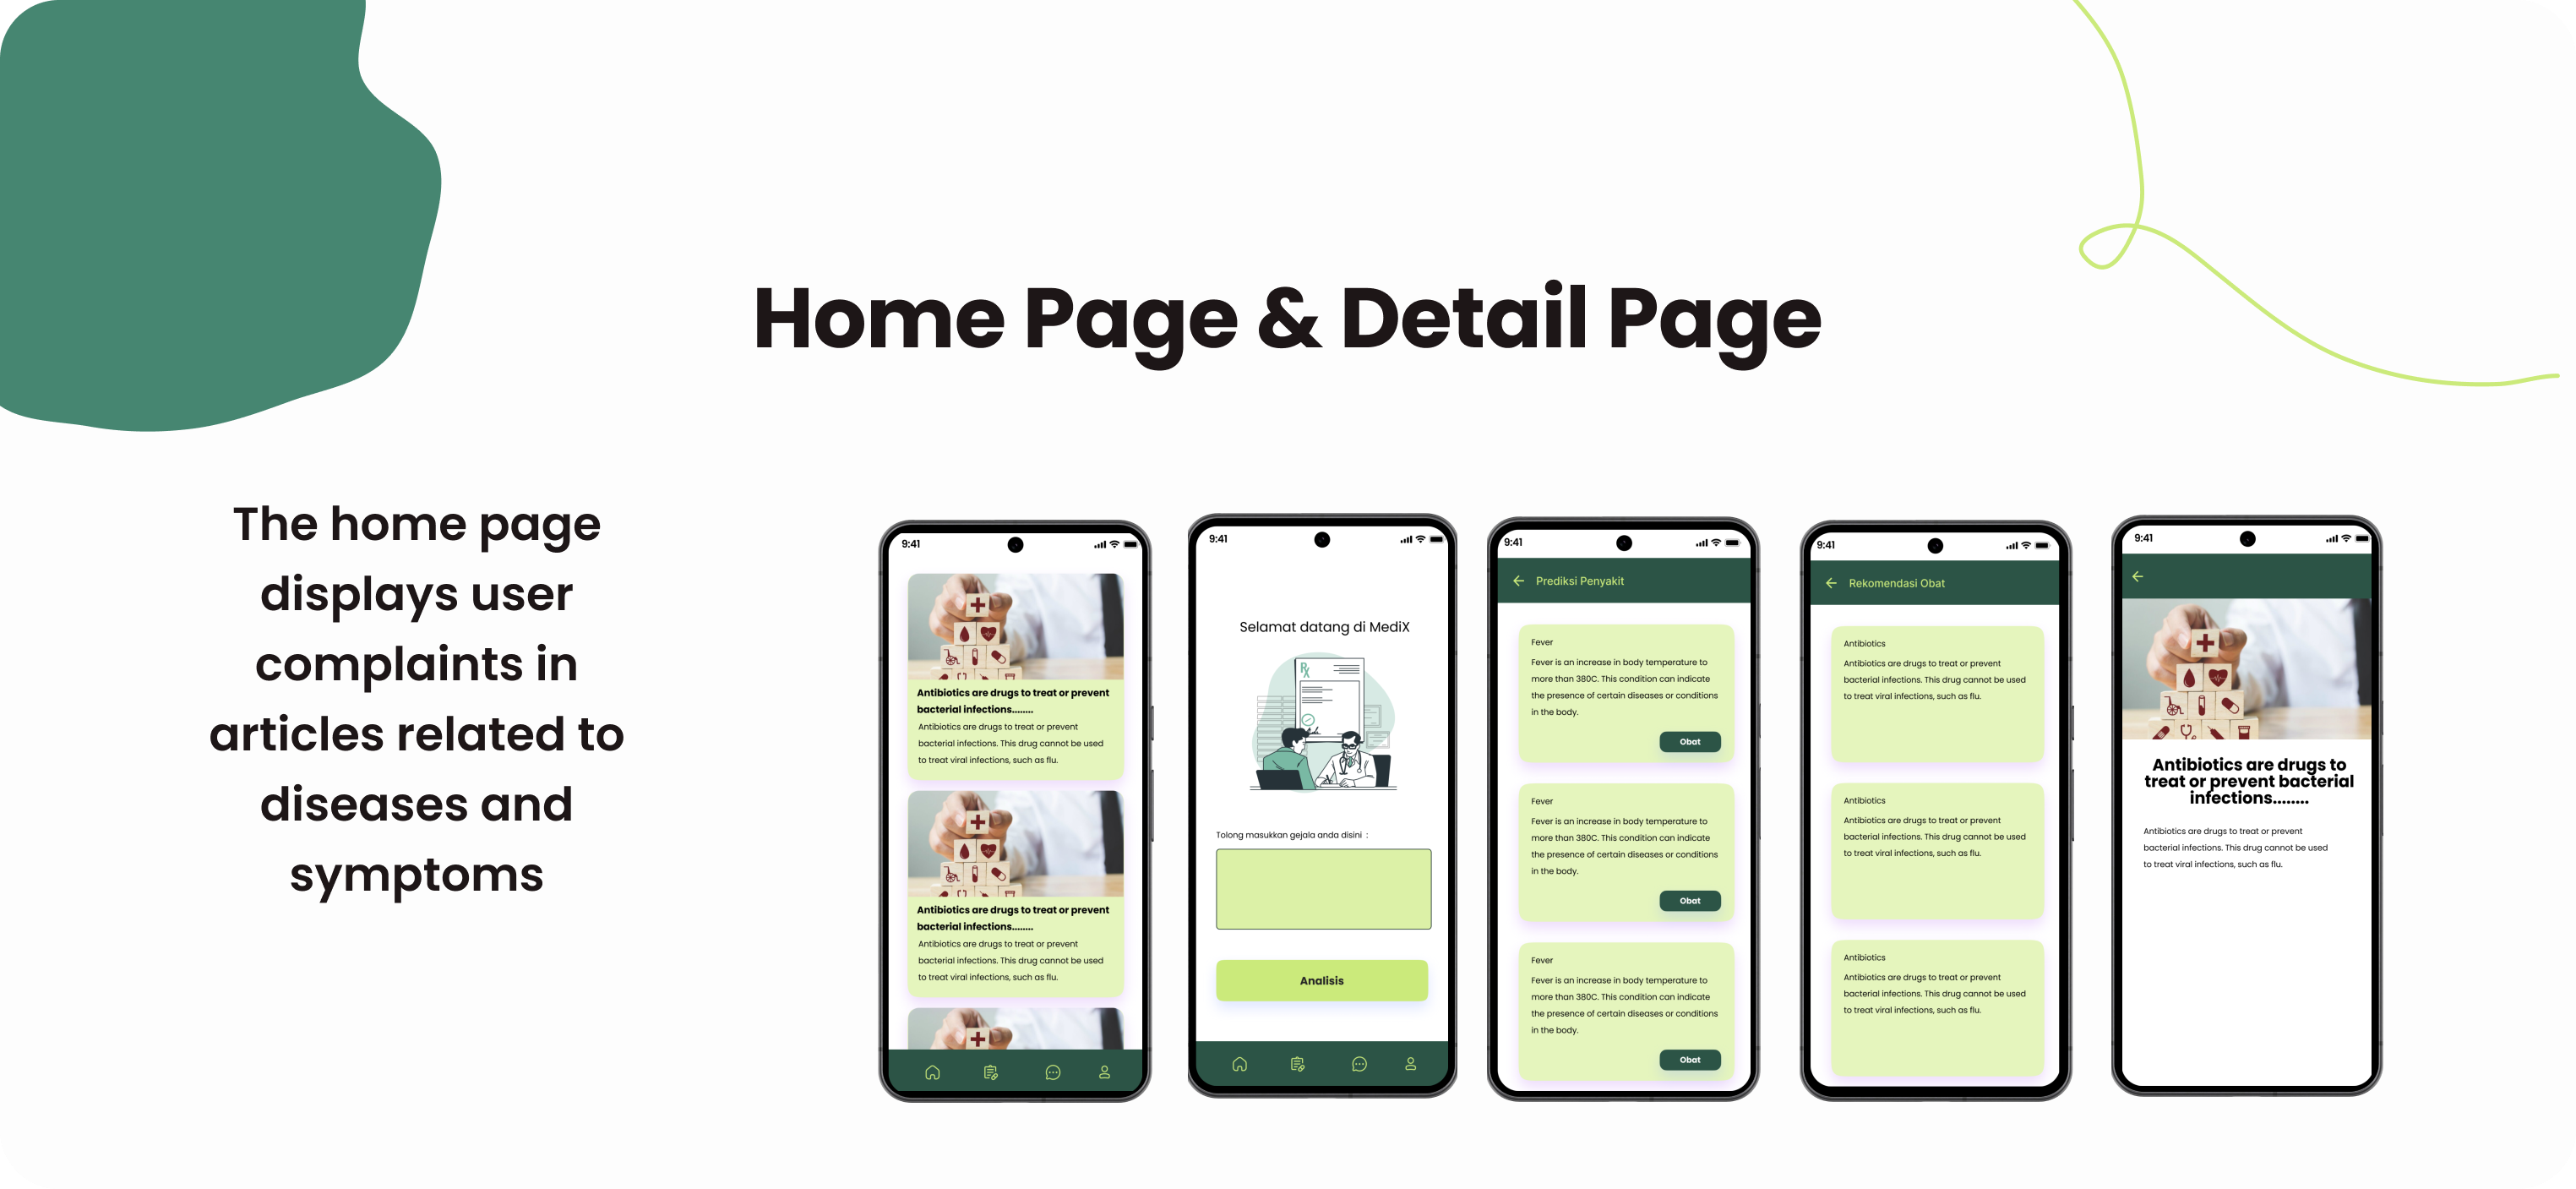 Home Page & Detail Page
The home page
displays user
complaints in
articles related to
diseases and
symptoms
9:41
Antibiotics are drugs to treat or prevent
bacterial infections........
Antibiotics are drugs to treat or prevent
bacterial infections. This drug cannot be used
to treat viral infections, such as flu.
Antibiotics are drugs to treat or prevent
bacterial infections........
Antibiotics are drugs to treat or prevent
bacterial infections. This drug cannot be used
to treat viral infections, such as flu.
9:41
Selamat datang di MediX
RX
Tolong masukkan gejala anda disini :
Analisis
9:41
Prediksi Penyakit
Fever
Fever is an increase in body temperature to
more than 380C. This condition can indicate
the presence of certain diseases or conditions
in the body.
Obat
Fever
Fever is an increase in body temperature to
more than 380C. This condition can indicate
the presence of certain diseases or conditions
in the body.
Obat
Fever
Fever is an increase in body temperature to
more than 380C. This condition can indicate
the presence of certain diseases or conditions
in the body.
Obat
9:41
Rekomendasi Obat
Antibiotics
Antibiotics are drugs to treat or prevent
bacterial infections. This drug cannot be used
to treat viral infections, such as flu.
Antibiotics
Antibiotics are drugs to treat or prevent
bacterial infections. This drug cannot be used
to treat viral infections, such as flu.
Antibiotics
Antibiotics are drugs to treat or prevent
bacterial infections. This drug cannot be used
to treat viral infections, such as flu.
9:41
Antibiotics are drugs to
treat or prevent bacterial
infections........
Antibiotics are drugs to treat or prevent
bacterial infections. This drug cannot be used
to treat viral infections, such as flu.